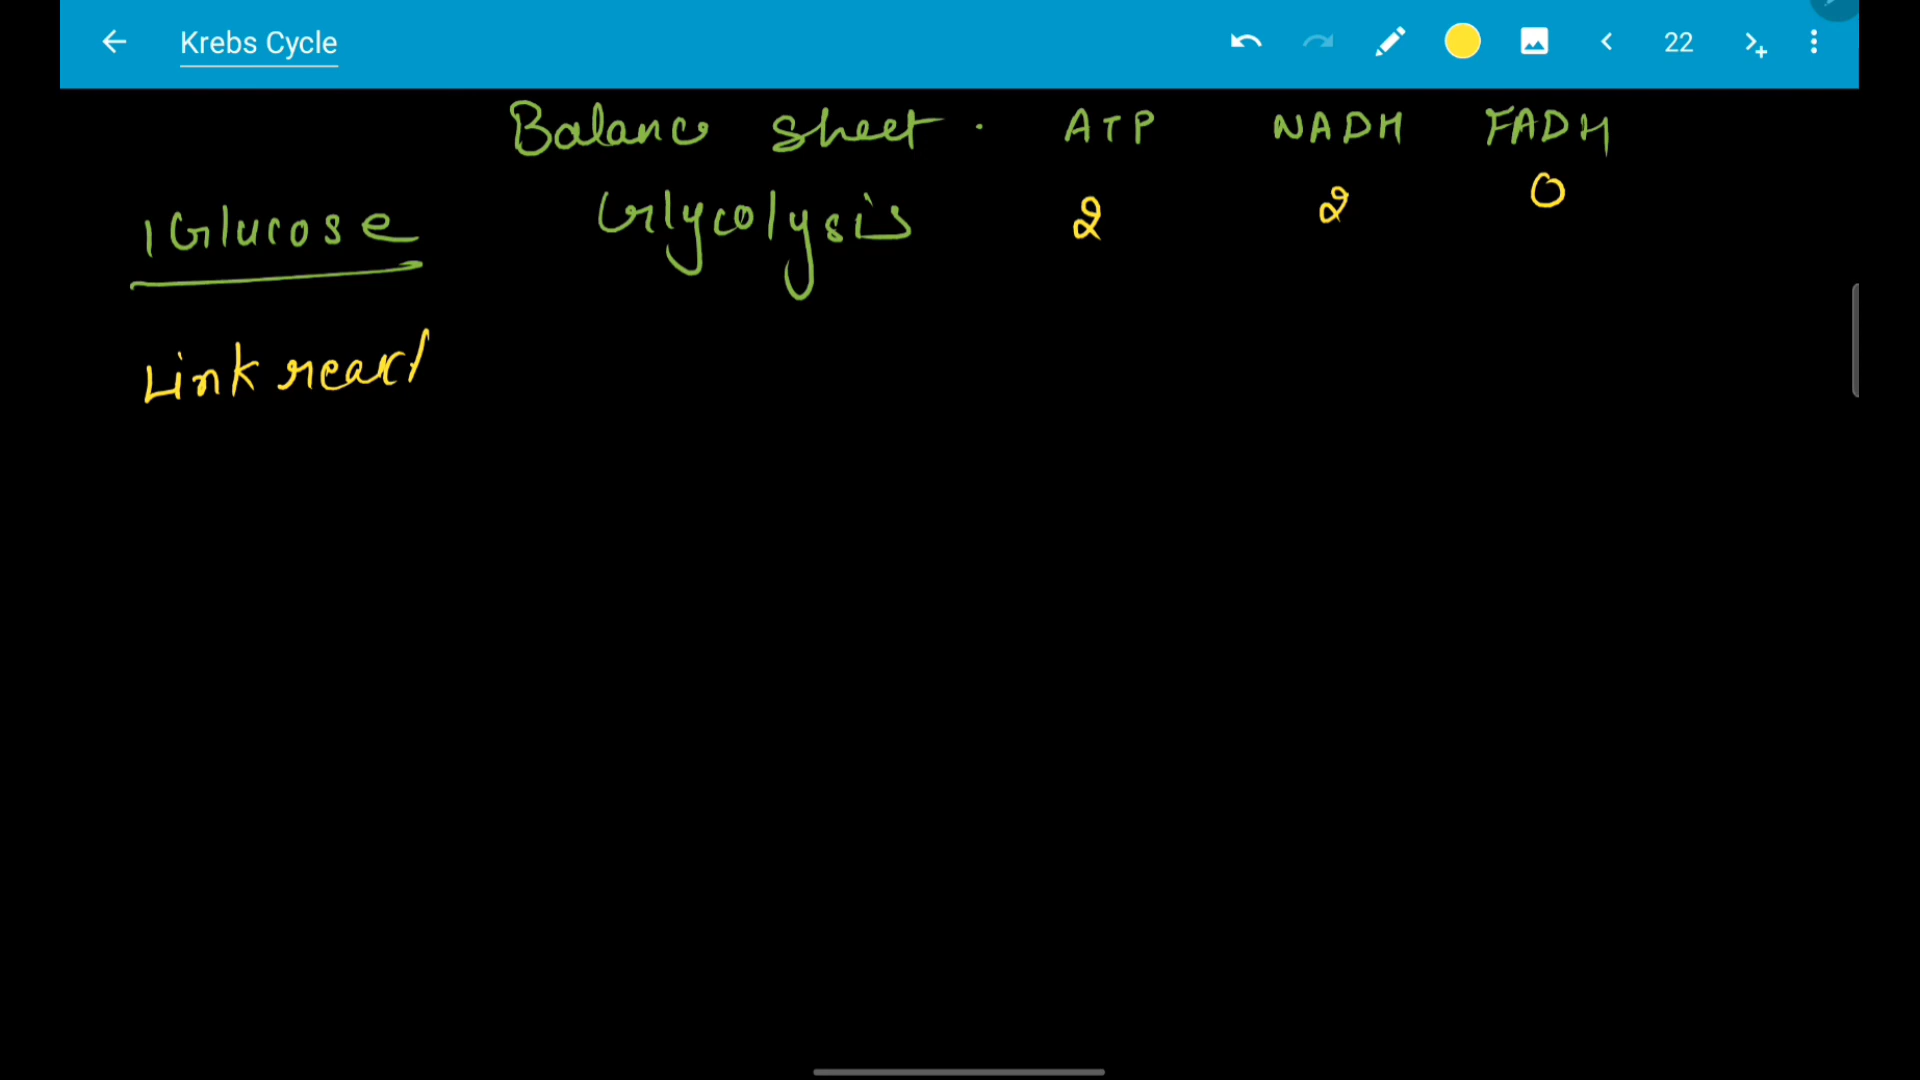 Krebs Cycle
22
Balance sheet . ATP NADH FADH
1 Glucose Glycolysis 2 2 0
Link react